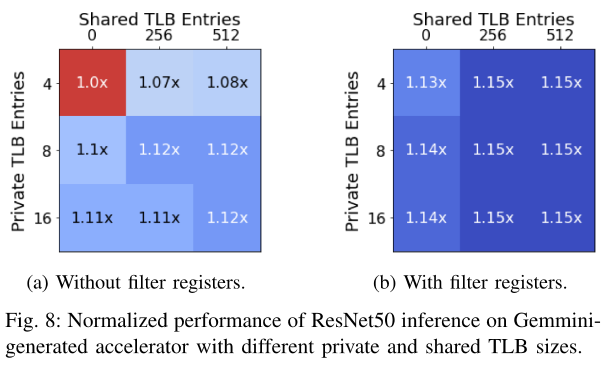 Shared TLB Entries
0 256 512
Private TLB Entries
4 1.0x 1.07x 1.08x
8 1.1x 1.12x 1.12x
16 1.11x 1.11x 1.12x
(a) Without filter registers.
Shared TLB Entries
0 256 512
Private TLB Entries
4 1.13x 1.15x 1.15x
8 1.14x 1.15x 1.15x
16 1.14x 1.15x 1.15x
(b) With filter registers.
Fig. 8: Normalized performance of ResNet50 inference on Gemmini-
generated accelerator with different private and shared TLB sizes.